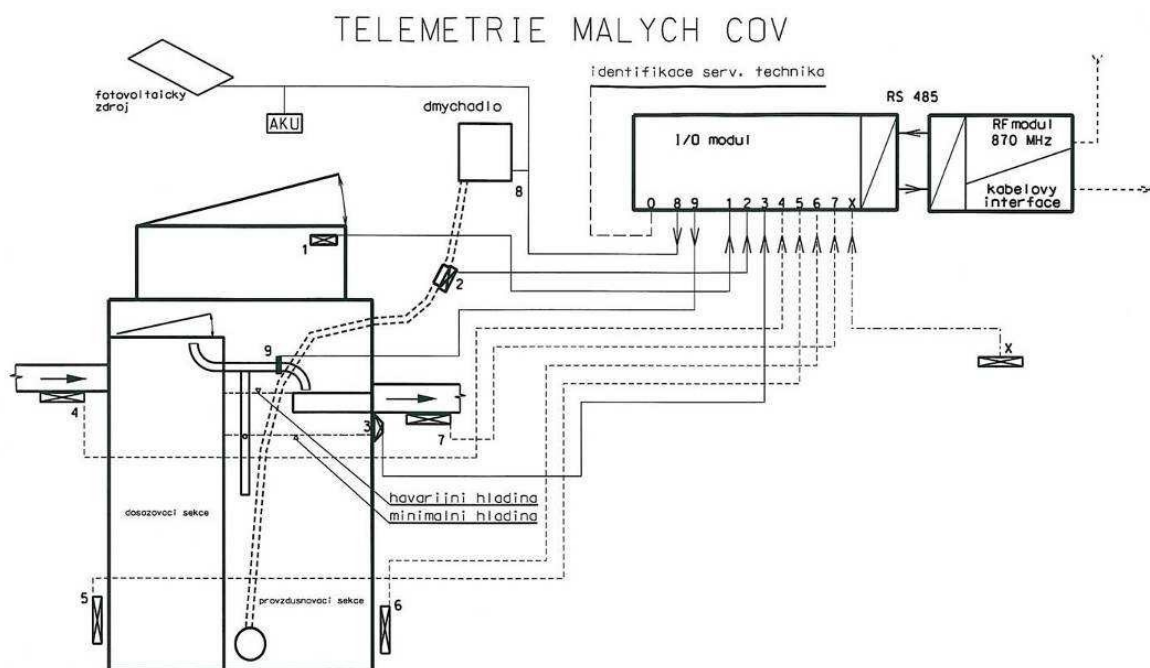 TELEMETRIE MALYCH COV
identifikace serv. technika
fotovoltaicky
zdroj
AKU
dmychadlo
8
RS 485
I/O modul
RF modul
870 MHz
kabelovy
interface
0 8 9 1 2 3 4 5 6 7 X
1
2
9
X
4
3
7
havarijni hladina
minimalni hladina
dosazovaci sekce
5
provzdusnovaci sekce
6